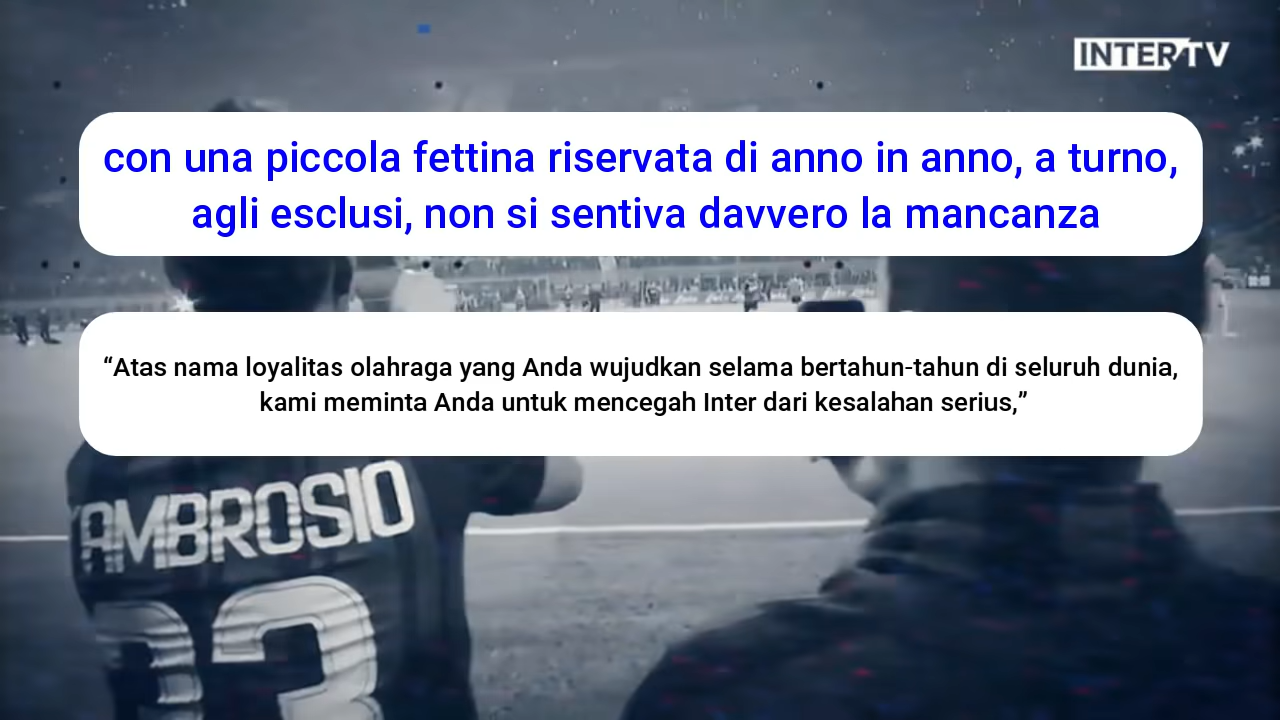 INTER TV
con una piccola fettina riservata di anno in anno, a turno,
agli esclusi, non si sentiva davvero la mancanza
“Atas nama loyalitas olahraga yang Anda wujudkan selama bertahun-tahun di seluruh dunia,
kami meminta Anda untuk mencegah Inter dari kesalahan serius,”
AMBROSIO